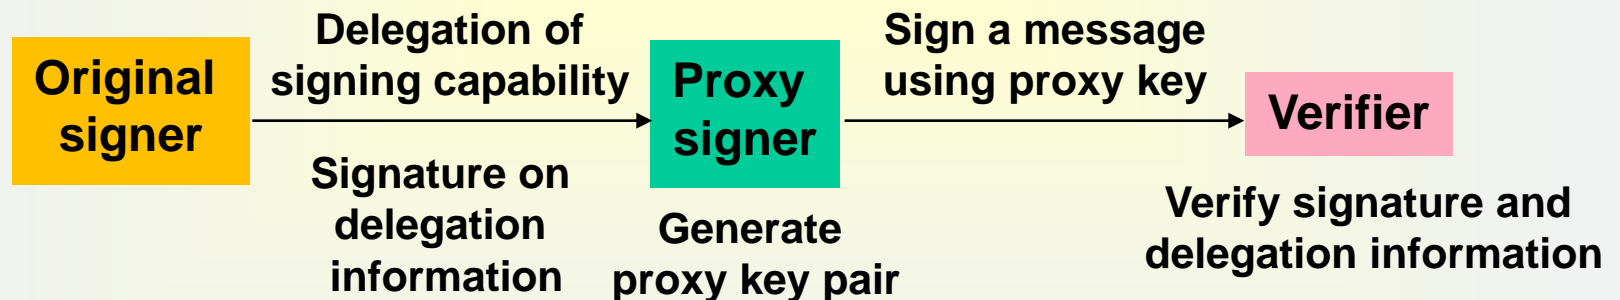 Original
signer
Delegation of
signing capability
Signature on
delegation
information
Proxy
signer
Generate
proxy key pair
Sign a message
using proxy key
Verifier
Verify signature and
delegation information